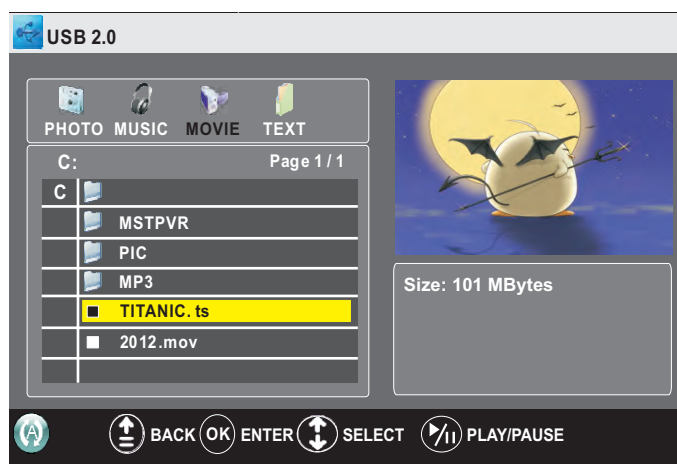 USB 2.0
PHOTO MUSIC MOVIE TEXT
C: Page 1 / 1
C
MSTPVR
PIC
MP3
TITANIC. ts
2012.mov
Size: 101 MBytes
A BACK OK ENTER SELECT PLAY/PAUSE